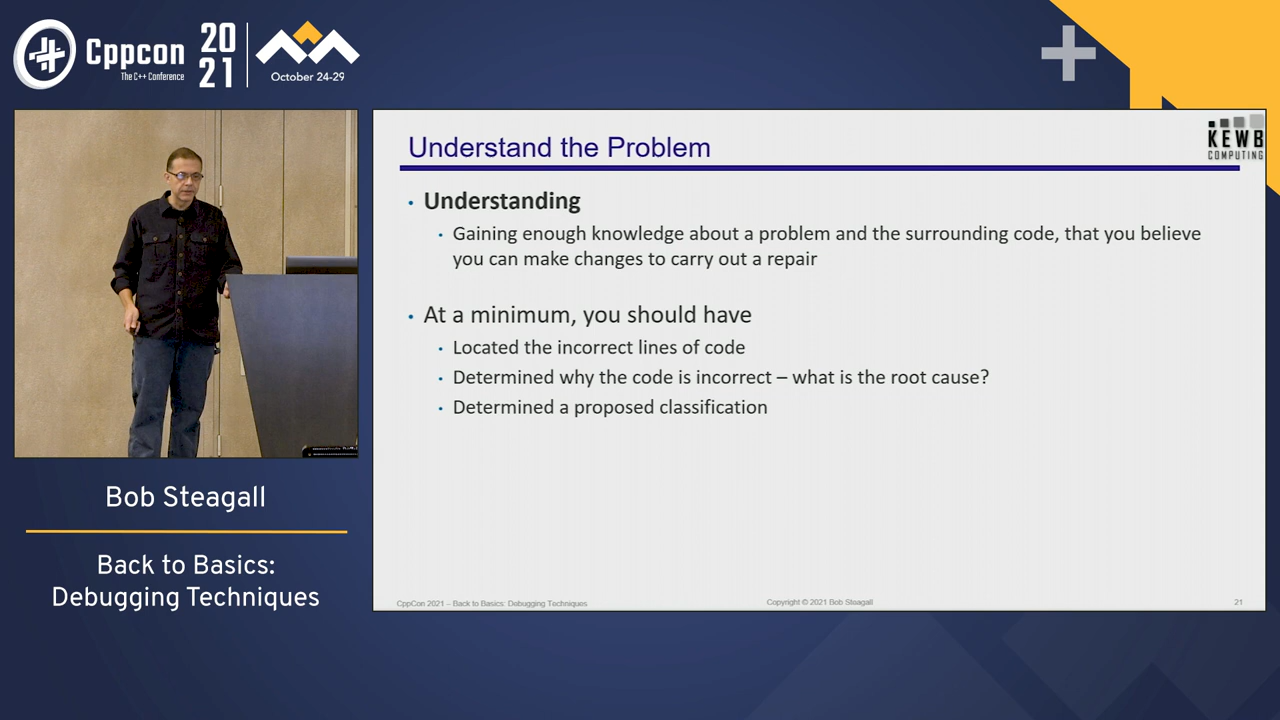 Cppcon
The C++ Conference
20
21
October 24-29
Understand the Problem
KEWB
COMPUTING
• Understanding
• Gaining enough knowledge about a problem and the surrounding code, that you believe
you can make changes to carry out a repair
• At a minimum, you should have
• Located the incorrect lines of code
• Determined why the code is incorrect – what is the root cause?
• Determined a proposed classification
CppCon 2021 – Back to Basics: Debugging Techniques
Copyright © 2021 Bob Steagall
21
Bob Steagall
Back to Basics:
Debugging Techniques